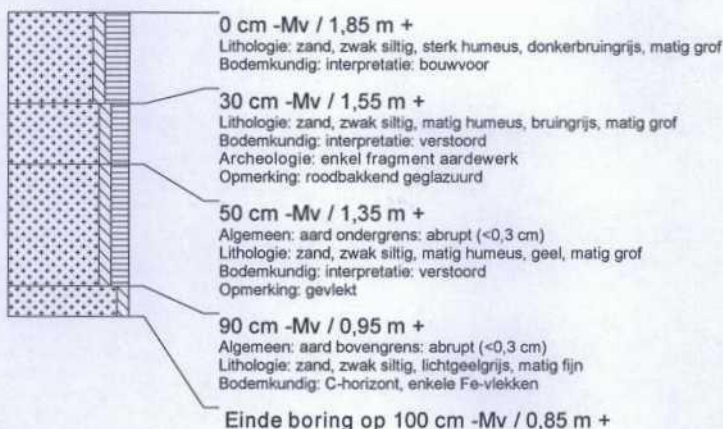 0 cm -Mv / 1,85 m +
Lithologie: zand, zwak siltig, sterk humeus, donkerbruingrijs, matig grof
Bodemkundig: interpretatie: bouwvoor
30 cm -Mv / 1,55 m +
Lithologie: zand, zwak siltig, matig humeus, bruingrijs, matig grof
Bodemkundig: interpretatie: verstoord
Archeologie: enkel fragment aardewerk
Opmerking: roodbakkend geglazuurd
50 cm -Mv / 1,35 m +
Algemeen: aard ondergrens: abrupt (<0,3 cm)
Lithologie: zand, zwak siltig, matig humeus, geel, matig grof
Bodemkundig: interpretatie: verstoord
Opmerking: gevlekt
90 cm -Mv / 0,95 m +
Algemeen: aard bovengrens: abrupt (<0,3 cm)
Lithologie: zand, zwak siltig, lichtgeelgrijs, matig fijn
Bodemkundig: C-horizont, enkele Fe-vlekken
Einde boring op 100 cm -Mv / 0,85 m +